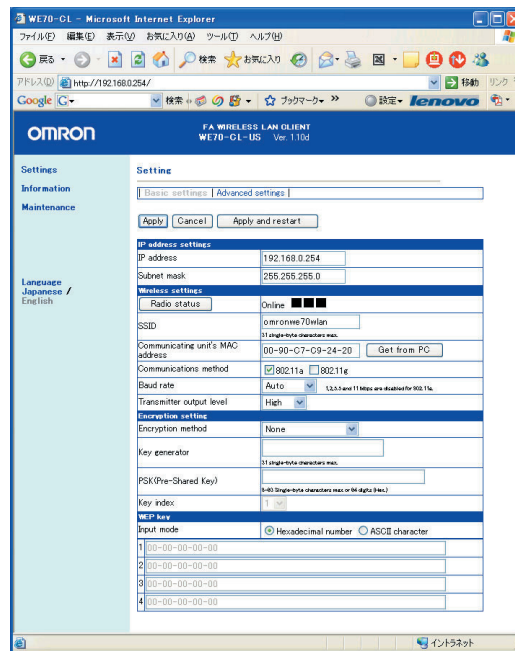 WE70-CL - Microsoft Internet Explorer
ファイル(F) 編集(E) 表示(V) お気に入り(A) ツール(T) ヘルプ(H)
戻る 検索 お気に入り
アドレス(D) http://192.168.0.254/ 移動 リンク
Google G 検索 ブックマーク 設定 lenovo
OMRON
FA WIRELESS LAN CLIENT
WE70-CL-US Ver. 1.10d
Settings
Information
Maintenance
Language
Japanese /
English
Setting
| Basic settings | Advanced settings |
Apply Cancel Apply and restart
IP address settings
IP address 192.168.0.254
Subnet mask 255.255.255.0
Wireless settings
Radio status Online
SSID omronwe70wlan
31 single-byte characters max.
Communicating unit's MAC address 00-90-C7-C9-24-20 Get from PC
Communications method 802.11a 802.11g
Baud rate Auto 1,2,5.5 and 11 Mbps are disabled for 802.11a.
Transmitter output level High
Encryption setting
Encryption method None
Key generator
31 single-byte characters max.
PSK(Pre-Shared Key)
8-63 Single-byte characters max or 64 digits (Hex.)
Key index 1
WEP key
Input mode Hexadecimal number ASCII character
1 00-00-00-00-00
2 00-00-00-00-00
3 00-00-00-00-00
4 00-00-00-00-00
イントラネット